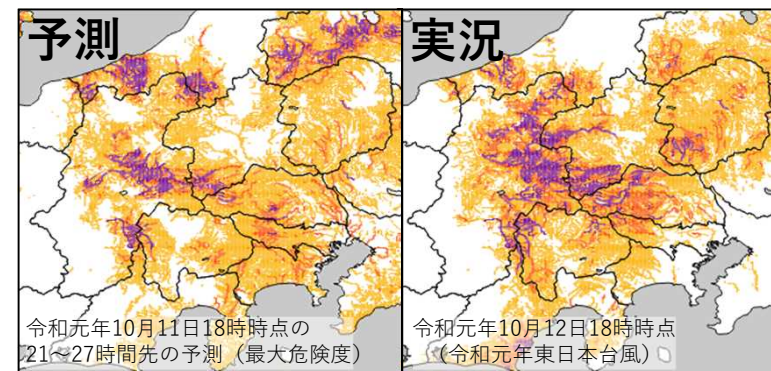 予測
令和元年10月11日18時時点の
21～27時間先の予測（最大危険度）
実況
令和元年10月12日18時時点
（令和元年東日本台風）